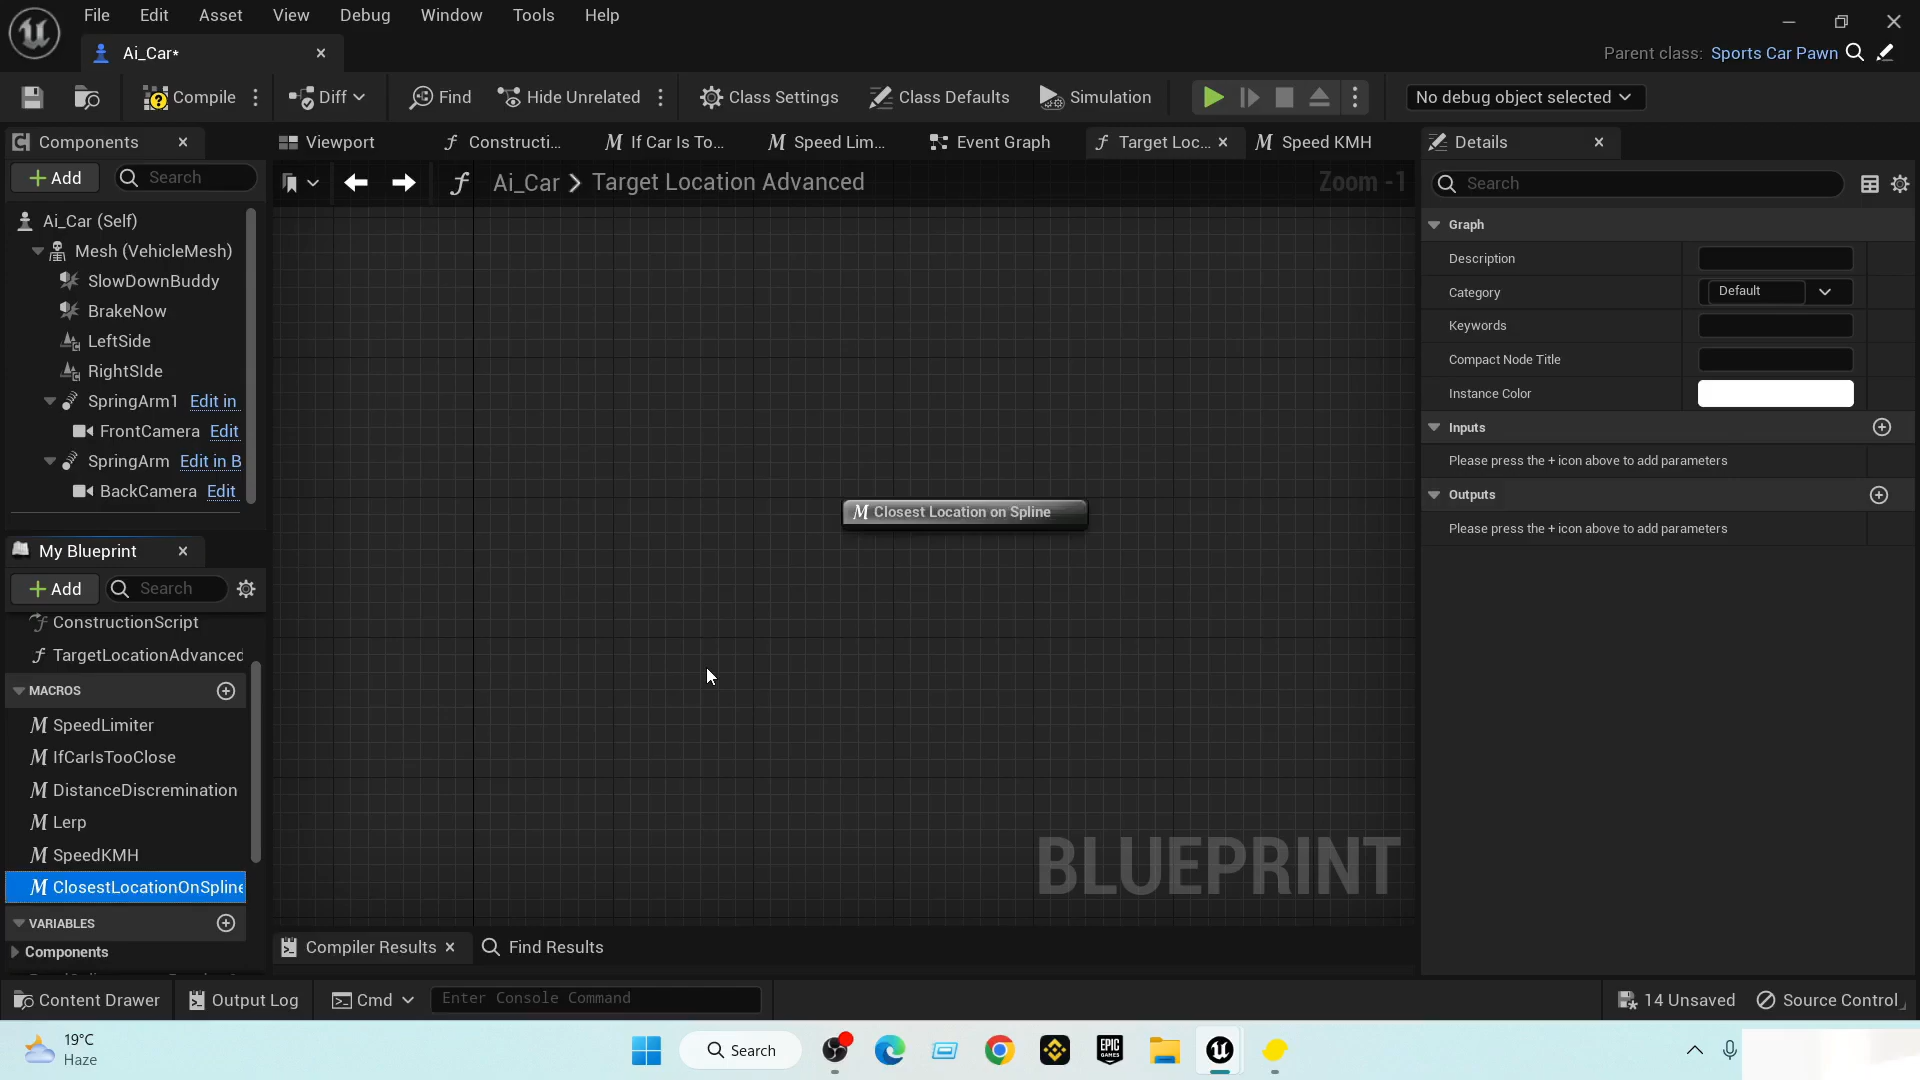 File Edit Asset View Debug Window Tools Help
Ai_Car*
Parent class: Sports Car Pawn
Compile Diff Find Hide Unrelated Class Settings Class Defaults Simulation No debug object selected
Components
Viewport Constructi... If Car Is To... Speed Lim... Event Graph Target Loc... Speed KMH
Details
Add Search
Ai_Car > Target Location Advanced
Zoom -1
Search
Ai_Car (Self)
Mesh (VehicleMesh)
SlowDownBuddy
BrakeNow
LeftSide
RightSIde
SpringArm1 Edit in
FrontCamera Edit
SpringArm Edit in B
BackCamera Edit
Graph
Description
Category Default
Keywords
Compact Node Title
Instance Color
Inputs
Please press the + icon above to add parameters
Outputs
Please press the + icon above to add parameters
Closest Location on Spline
BLUEPRINT
My Blueprint
Add Search
ConstructionScript
TargetLocationAdvanced
MACROS
SpeedLimiter
IfCarIsTooClose
DistanceDiscremination
Lerp
SpeedKMH
ClosestLocationOnSpline
VARIABLES
Components
Compiler Results Find Results
Content Drawer Output Log Cmd Enter Console Command 14 Unsaved Source Control
19°C
Haze
Search
EPIC
GAMES